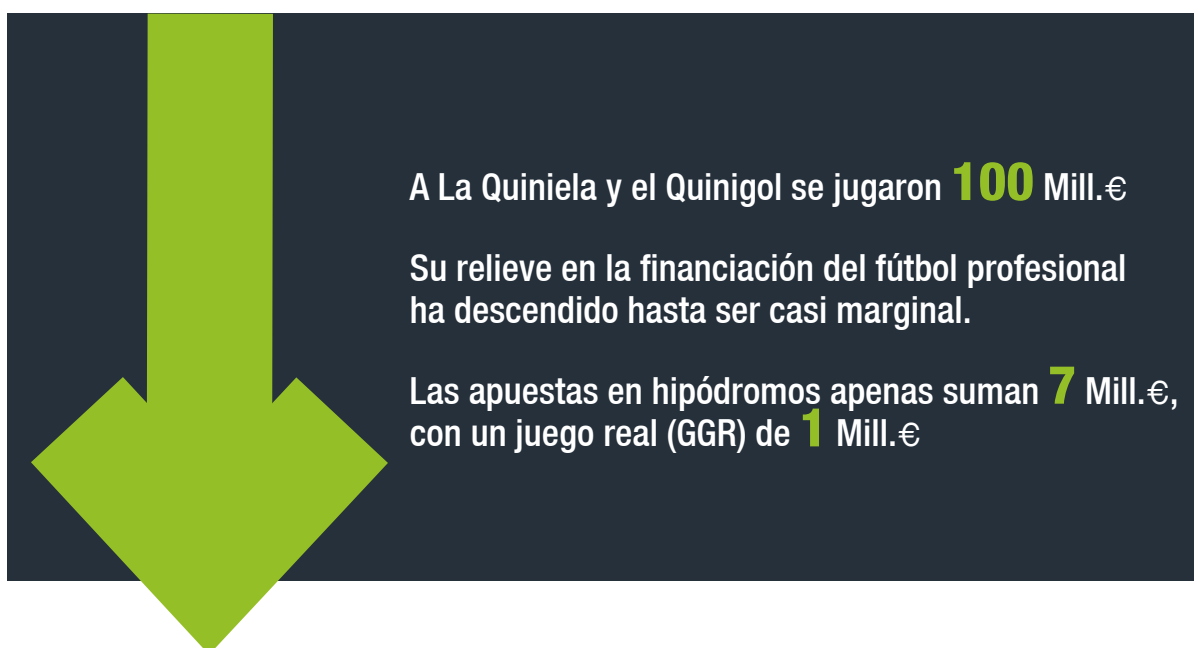 A La Quiniela y el Quinigol se jugaron 100 Mill.€
Su relieve en la financiación del fútbol profesional
ha descendido hasta ser casi marginal.
Las apuestas en hipódromos apenas suman 7 Mill.€,
con un juego real (GGR) de 1 Mill.€